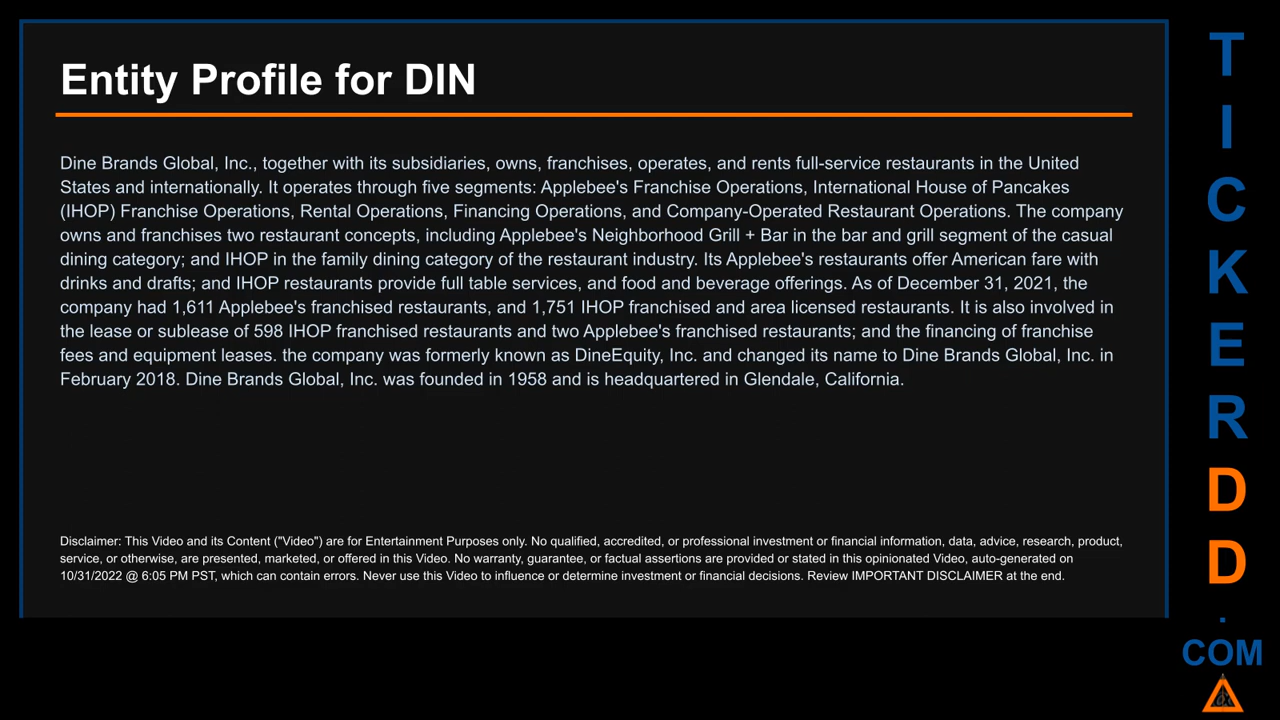 Entity Profile for DIN
Dine Brands Global, Inc., together with its subsidiaries, owns, franchises, operates, and rents full-service restaurants in the United
States and internationally. It operates through five segments: Applebee's Franchise Operations, International House of Pancakes
(IHOP) Franchise Operations, Rental Operations, Financing Operations, and Company-Operated Restaurant Operations. The company
owns and franchises two restaurant concepts, including Applebee's Neighborhood Grill + Bar in the bar and grill segment of the casual
dining category; and IHOP in the family dining category of the restaurant industry. Its Applebee's restaurants offer American fare with
drinks and drafts; and IHOP restaurants provide full table services, and food and beverage offerings. As of December 31, 2021, the
company had 1,611 Applebee's franchised restaurants, and 1,751 IHOP franchised and area licensed restaurants. It is also involved in
the lease or sublease of 598 IHOP franchised restaurants and two Applebee's franchised restaurants; and the financing of franchise
fees and equipment leases. the company was formerly known as DineEquity, Inc. and changed its name to Dine Brands Global, Inc. in
February 2018. Dine Brands Global, Inc. was founded in 1958 and is headquartered in Glendale, California.
Disclaimer: This Video and its Content ("Video") are for Entertainment Purposes only. No qualified, accredited, or professional investment or financial information, data, advice, research, product,
service, or otherwise, are presented, marketed, or offered in this Video. No warranty, guarantee, or factual assertions are provided or stated in this opinionated Video, auto-generated on
10/31/2022 @ 6:05 PM PST, which can contain errors. Never use this Video to influence or determine investment or financial decisions. Review IMPORTANT DISCLAIMER at the end.
T
I
C
K
E
R
D
D
.
COM